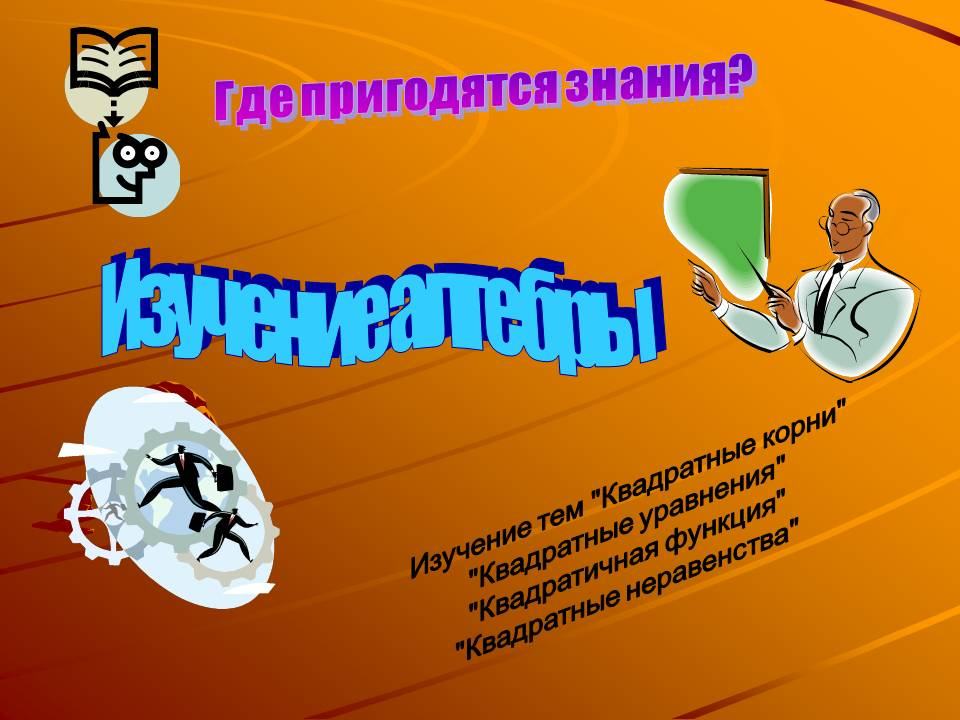 Где пригодятся знания?
Изучение алгебры
Изучение тем "Квадратные корни"
"Квадратные уравнения"
"Квадратичная функция"
"Квадратные неравенства"